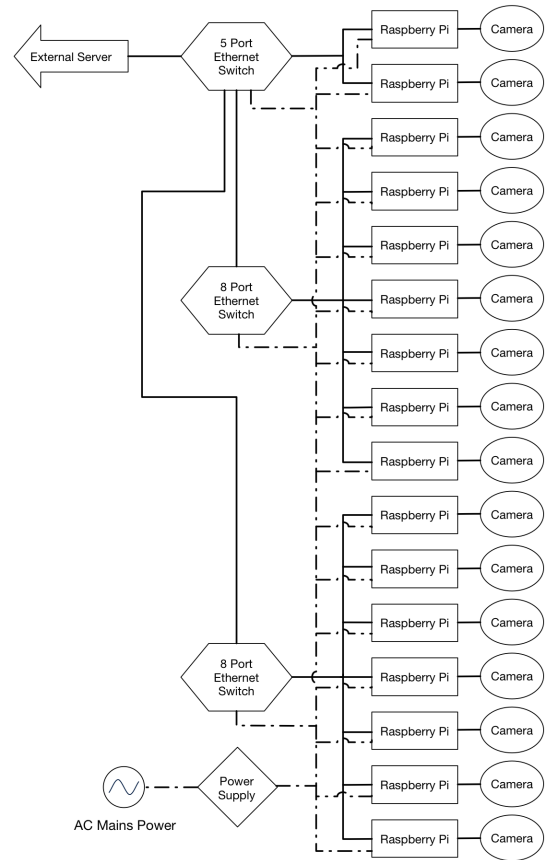 External Server
5 Port
Ethernet
Switch
Raspberry Pi
Camera
Raspberry Pi
Camera
Raspberry Pi
Camera
Raspberry Pi
Camera
Raspberry Pi
Camera
8 Port
Ethernet
Switch
Raspberry Pi
Camera
Raspberry Pi
Camera
Raspberry Pi
Camera
Raspberry Pi
Camera
Raspberry Pi
Camera
Raspberry Pi
Camera
Raspberry Pi
Camera
8 Port
Ethernet
Switch
Raspberry Pi
Camera
Raspberry Pi
Camera
Power
Supply
Raspberry Pi
Camera
AC Mains Power
Raspberry Pi
Camera